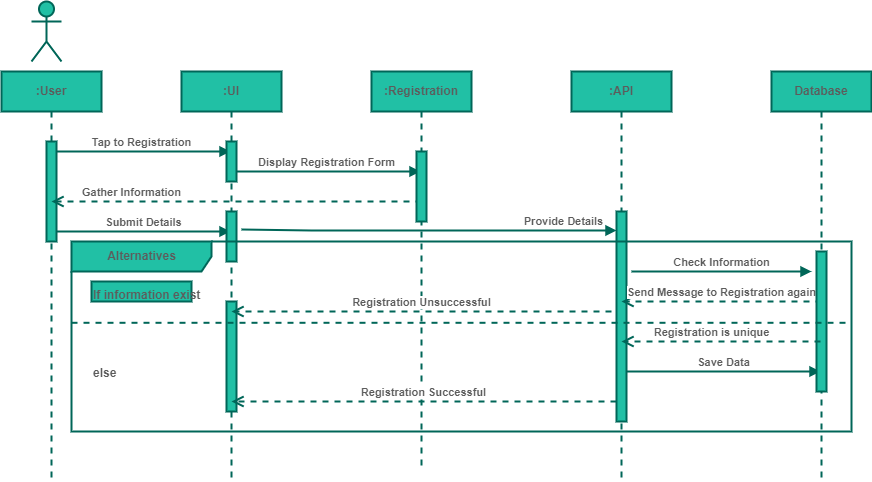 :User
:UI
:Registration
:API
Database
Tap to Registration
Display Registration Form
Gather Information
Submit Details
Provide Details
Alternatives
Check Information
If information exist
Send Message to Registration again
Registration Unsuccessful
Registration is unique
else
Save Data
Registration Successful